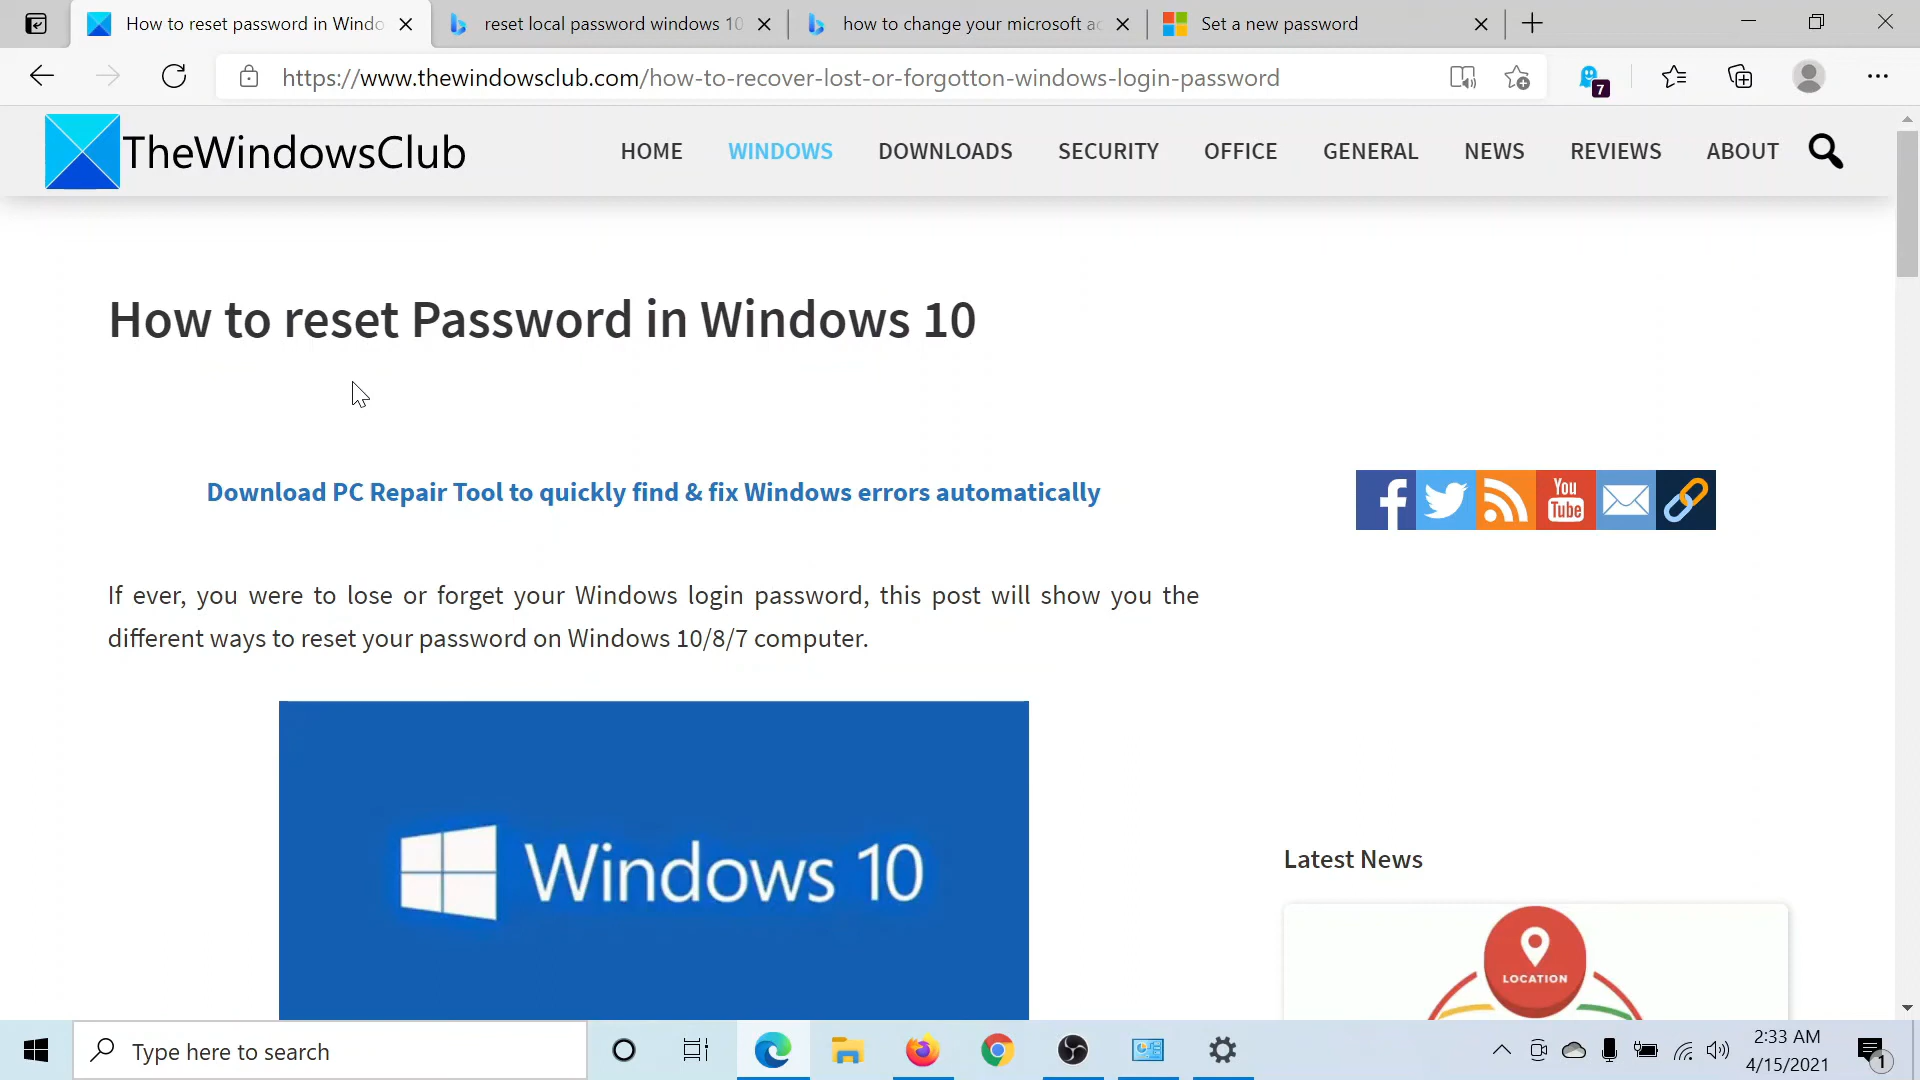 How to reset password in Windo
reset local password windows 10
how to change your microsoft ac
Set a new password
https://www.thewindowsclub.com/how-to-recover-lost-or-forgotton-windows-login-password
7
TheWindowsClub
HOME
WINDOWS
DOWNLOADS
SECURITY
OFFICE
GENERAL
NEWS
REVIEWS
ABOUT
How to reset Password in Windows 10
Download PC Repair Tool to quickly find & fix Windows errors automatically
You
Tube
If ever, you were to lose or forget your Windows login password, this post will show you the
different ways to reset your password on Windows 10/8/7 computer.
Windows 10
Latest News
LOCATION
Type here to search
2:33 AM
4/15/2021
1